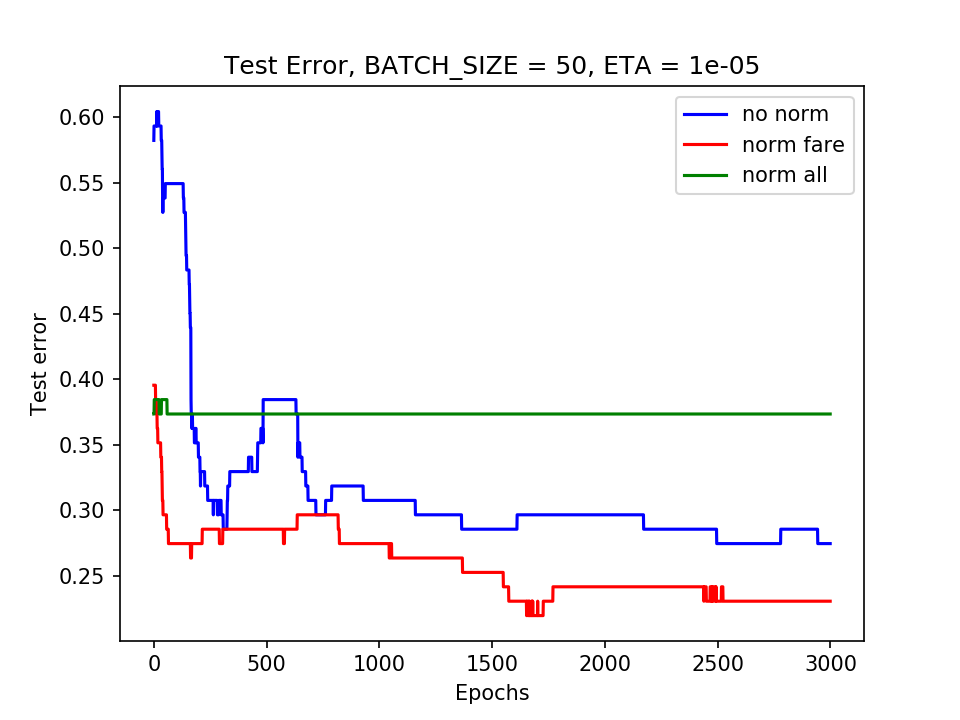 Test Error, BATCH_SIZE = 50, ETA = 1e-05
no norm
norm fare
norm all
Test error
0.60
0.55
0.50
0.45
0.40
0.35
0.30
0.25
0 500 1000 1500 2000 2500 3000
Epochs